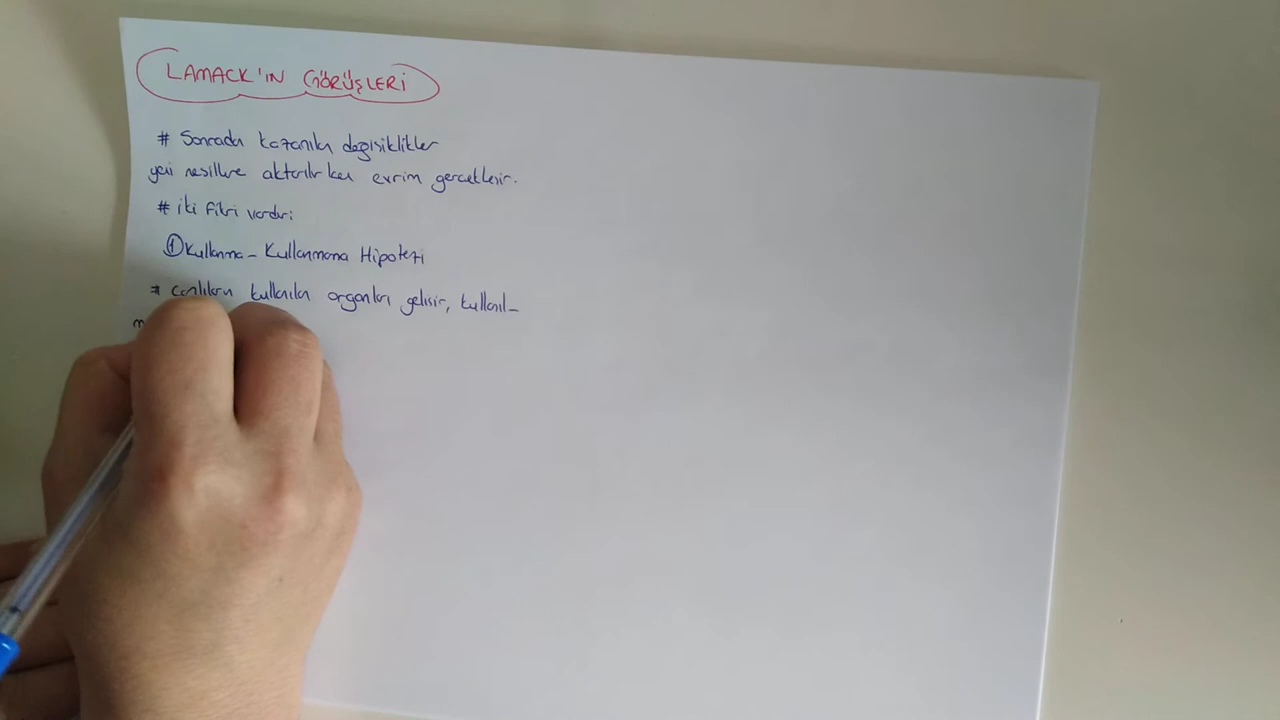 LAMACK'IN GÖRÜŞLERİ
# Sonradan kazanılan değişiklikler
yeni nesillere aktarılırken evrim gerçekleşir.
# iki fikri vardır:
① Kullanma - Kullanmama Hipotezi
* canlıların kullanılan organları gelişir, kullanıl-
m